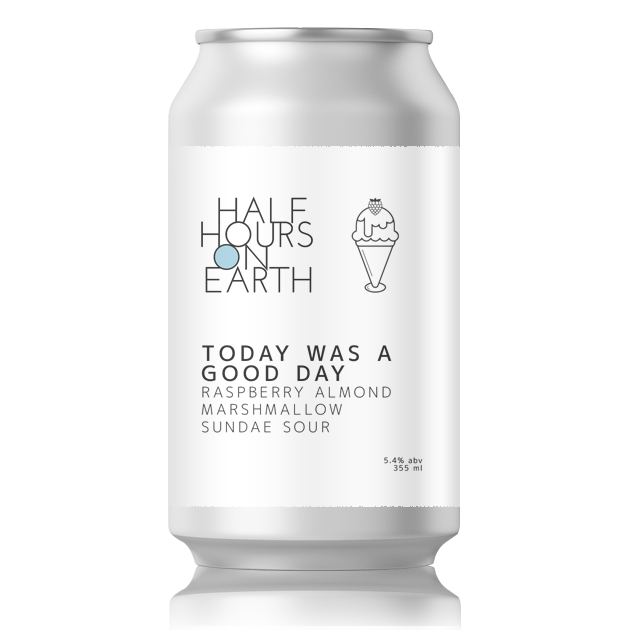 HALF
HOURS
ON
EARTH
TODAY WAS A
GOOD DAY
RASPBERRY ALMOND
MARSHMALLOW
SUNDAE SOUR
5.4% abv
355 ml